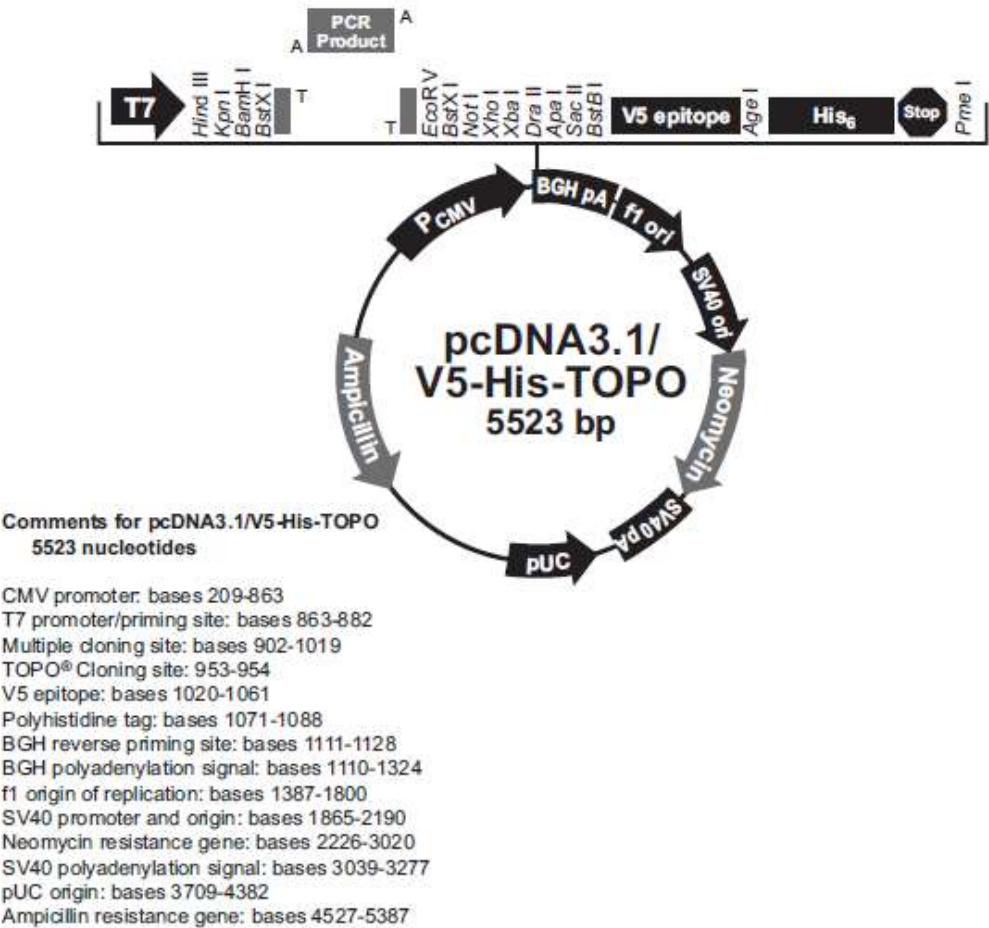 PCR
Product
A
A
T
T
T7
Hind III
Kpn I
BamH I
BstX I
EcoR V
BstX I
Not I
Xho I
Xba I
Dra II
Apa I
Sac II
BstB I
V5 epitope
Age I
His6
Stop
Pme I
PCMV
BGH pA
f1 ori
SV40 ori
Neomycin
SV40 pA
pUC
Ampicillin
pcDNA3.1/
V5-His-TOPO
5523 bp
Comments for pcDNA3.1/V5-His-TOPO
5523 nucleotides
CMV promoter: bases 209-863
T7 promoter/priming site: bases 863-882
Multiple cloning site: bases 902-1019
TOPO® Cloning site: 953-954
V5 epitope: bases 1020-1061
Polyhistidine tag: bases 1071-1088
BGH reverse priming site: bases 1111-1128
BGH polyadenylation signal: bases 1110-1324
f1 origin of replication: bases 1387-1800
SV40 promoter and origin: bases 1865-2190
Neomycin resistance gene: bases 2226-3020
SV40 polyadenylation signal: bases 3039-3277
pUC origin: bases 3709-4382
Ampicillin resistance gene: bases 4527-5387